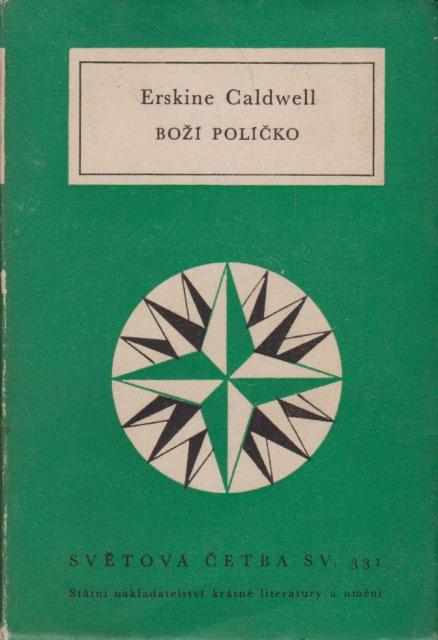 Erskine Caldwell
BOŽÍ POLÍČKO
SVĚTOVÁ ČETBA SV. 331
Státní nakladatelství krásné literatury a umění